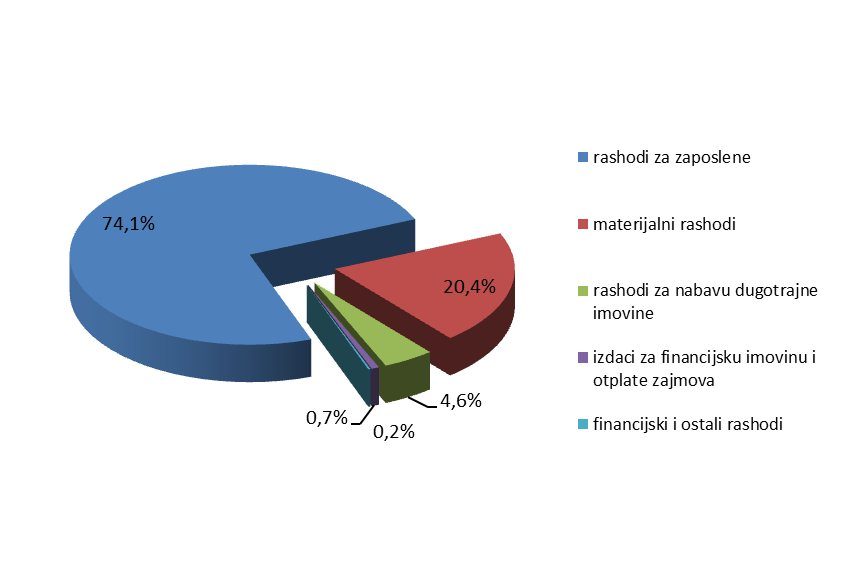 74,1%
20,4%
4,6%
0,7%
0,2%
rashodi za zaposlene
materijalni rashodi
rashodi za nabavu dugotrajne
imovine
izdaci za financijsku imovinu i
otplate zajmova
financijski i ostali rashodi